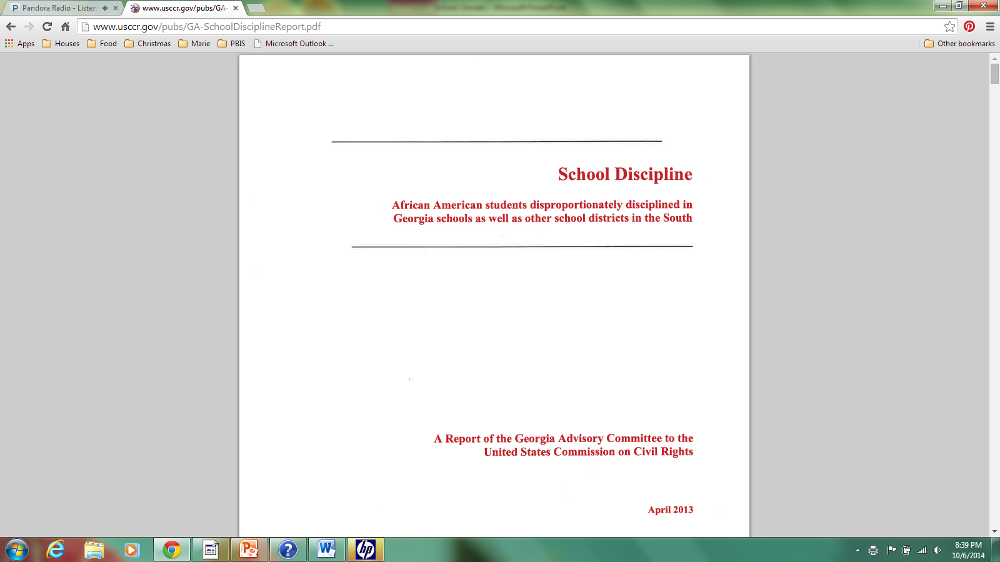 Pandora Radio - Listen
www.usccr.gov/pubs/GA-
www.usccr.gov/pubs/GA-SchoolDisciplineReport.pdf
Apps Houses Food Christmas Marie PBIS Microsoft Outlook ... Other bookmarks
School Discipline
African American students disproportionately disciplined in
Georgia schools as well as other school districts in the South
A Report of the Georgia Advisory Committee to the
United States Commission on Civil Rights
April 2013
8:39 PM
10/6/2014